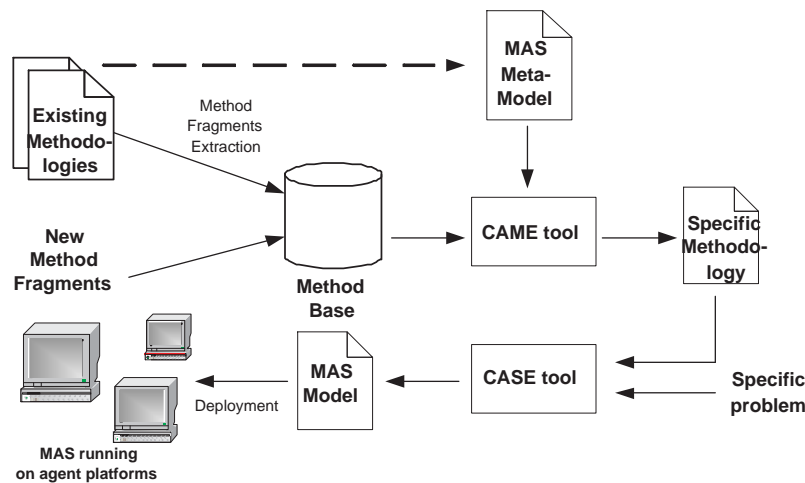 MAS
Meta-
Model
Existing
Methodo-
logies
Method
Fragments
Extraction
CAME tool
Specific
Methodo-
logy
New
Method
Fragments
Method
Base
MAS
Model
CASE tool
Specific
problem
Deployment
MAS running
on agent platforms